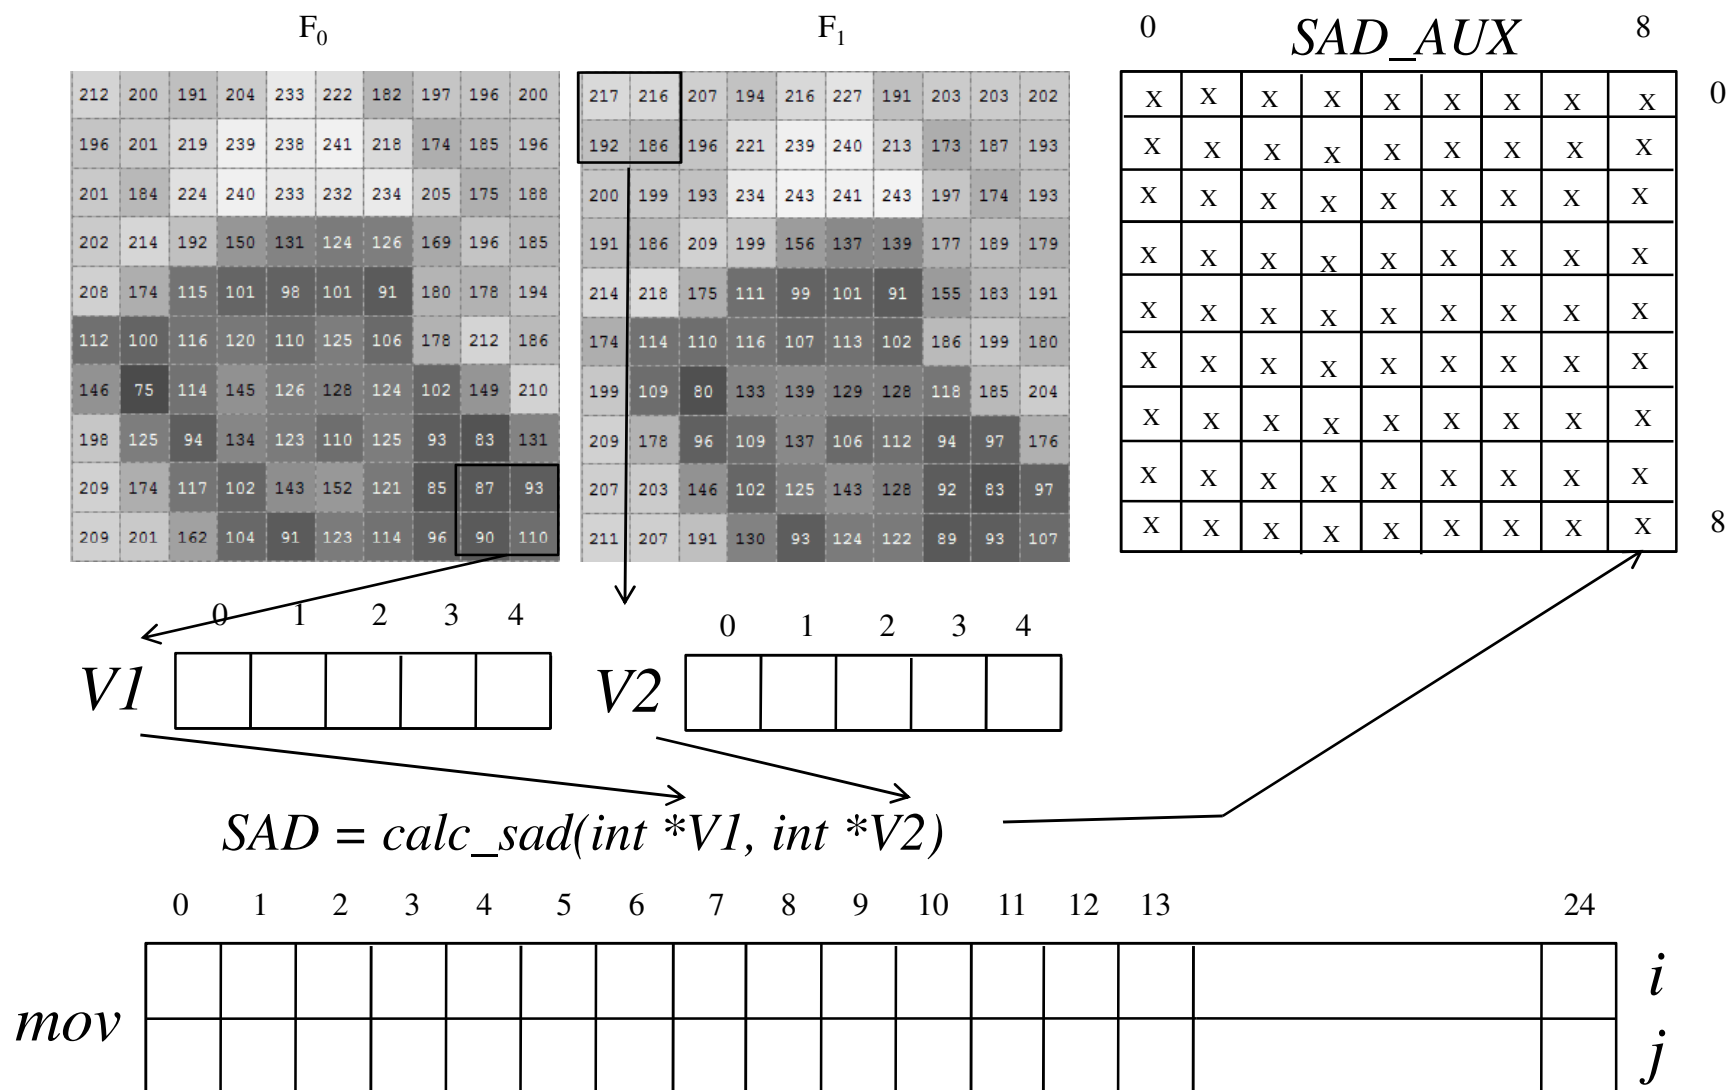 F0 F1 0 SAD_AUX 8
212 200 191 204 233 222 182 197 196 200 217 216 207 194 216 227 191 203 203 202 X X X X X X X X X 0
196 201 219 239 238 241 218 174 185 196 192 186 196 221 239 240 213 173 187 193 X X X X X X X X X
201 184 224 240 233 232 234 205 175 188 200 199 193 234 243 241 243 197 174 193 X X X X X X X X X
202 214 192 150 131 124 126 169 196 185 191 186 209 199 156 137 139 177 189 179 X X X X X X X X X
208 174 115 101 98 101 91 180 178 194 214 218 175 111 99 101 91 155 183 191 X X X X X X X X X
112 100 116 120 110 125 106 178 212 186 174 114 110 116 107 113 102 186 199 180 X X X X X X X X X
146 75 114 145 126 128 124 102 149 210 199 109 80 133 139 129 128 118 185 204 X X X X X X X X X
198 125 94 134 123 110 125 93 83 131 209 178 96 109 137 106 112 94 97 176 X X X X X X X X X
209 174 117 102 143 152 121 85 87 93 207 203 146 102 125 143 128 92 83 97 X X X X X X X X X 8
209 201 162 104 91 123 114 96 90 110 211 207 191 130 93 124 122 89 93 107
0 1 2 3 4 0 1 2 3 4
V1 V2
SAD = calc_sad(int *V1, int *V2)
0 1 2 3 4 5 6 7 8 9 10 11 12 13 24
i
mov
j